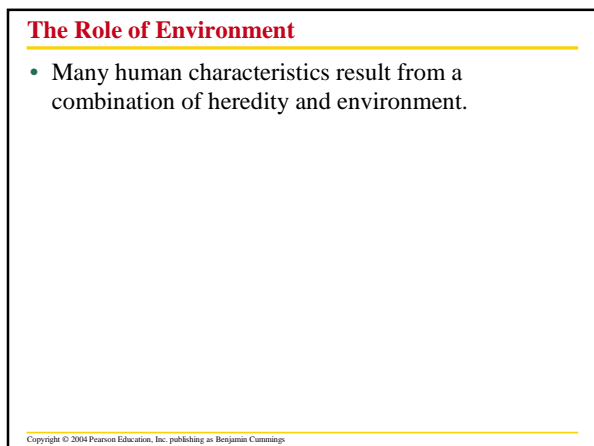 The Role of Environment
• Many human characteristics result from a
combination of heredity and environment.
Copyright © 2004 Pearson Education, Inc. publishing as Benjamin Cummings